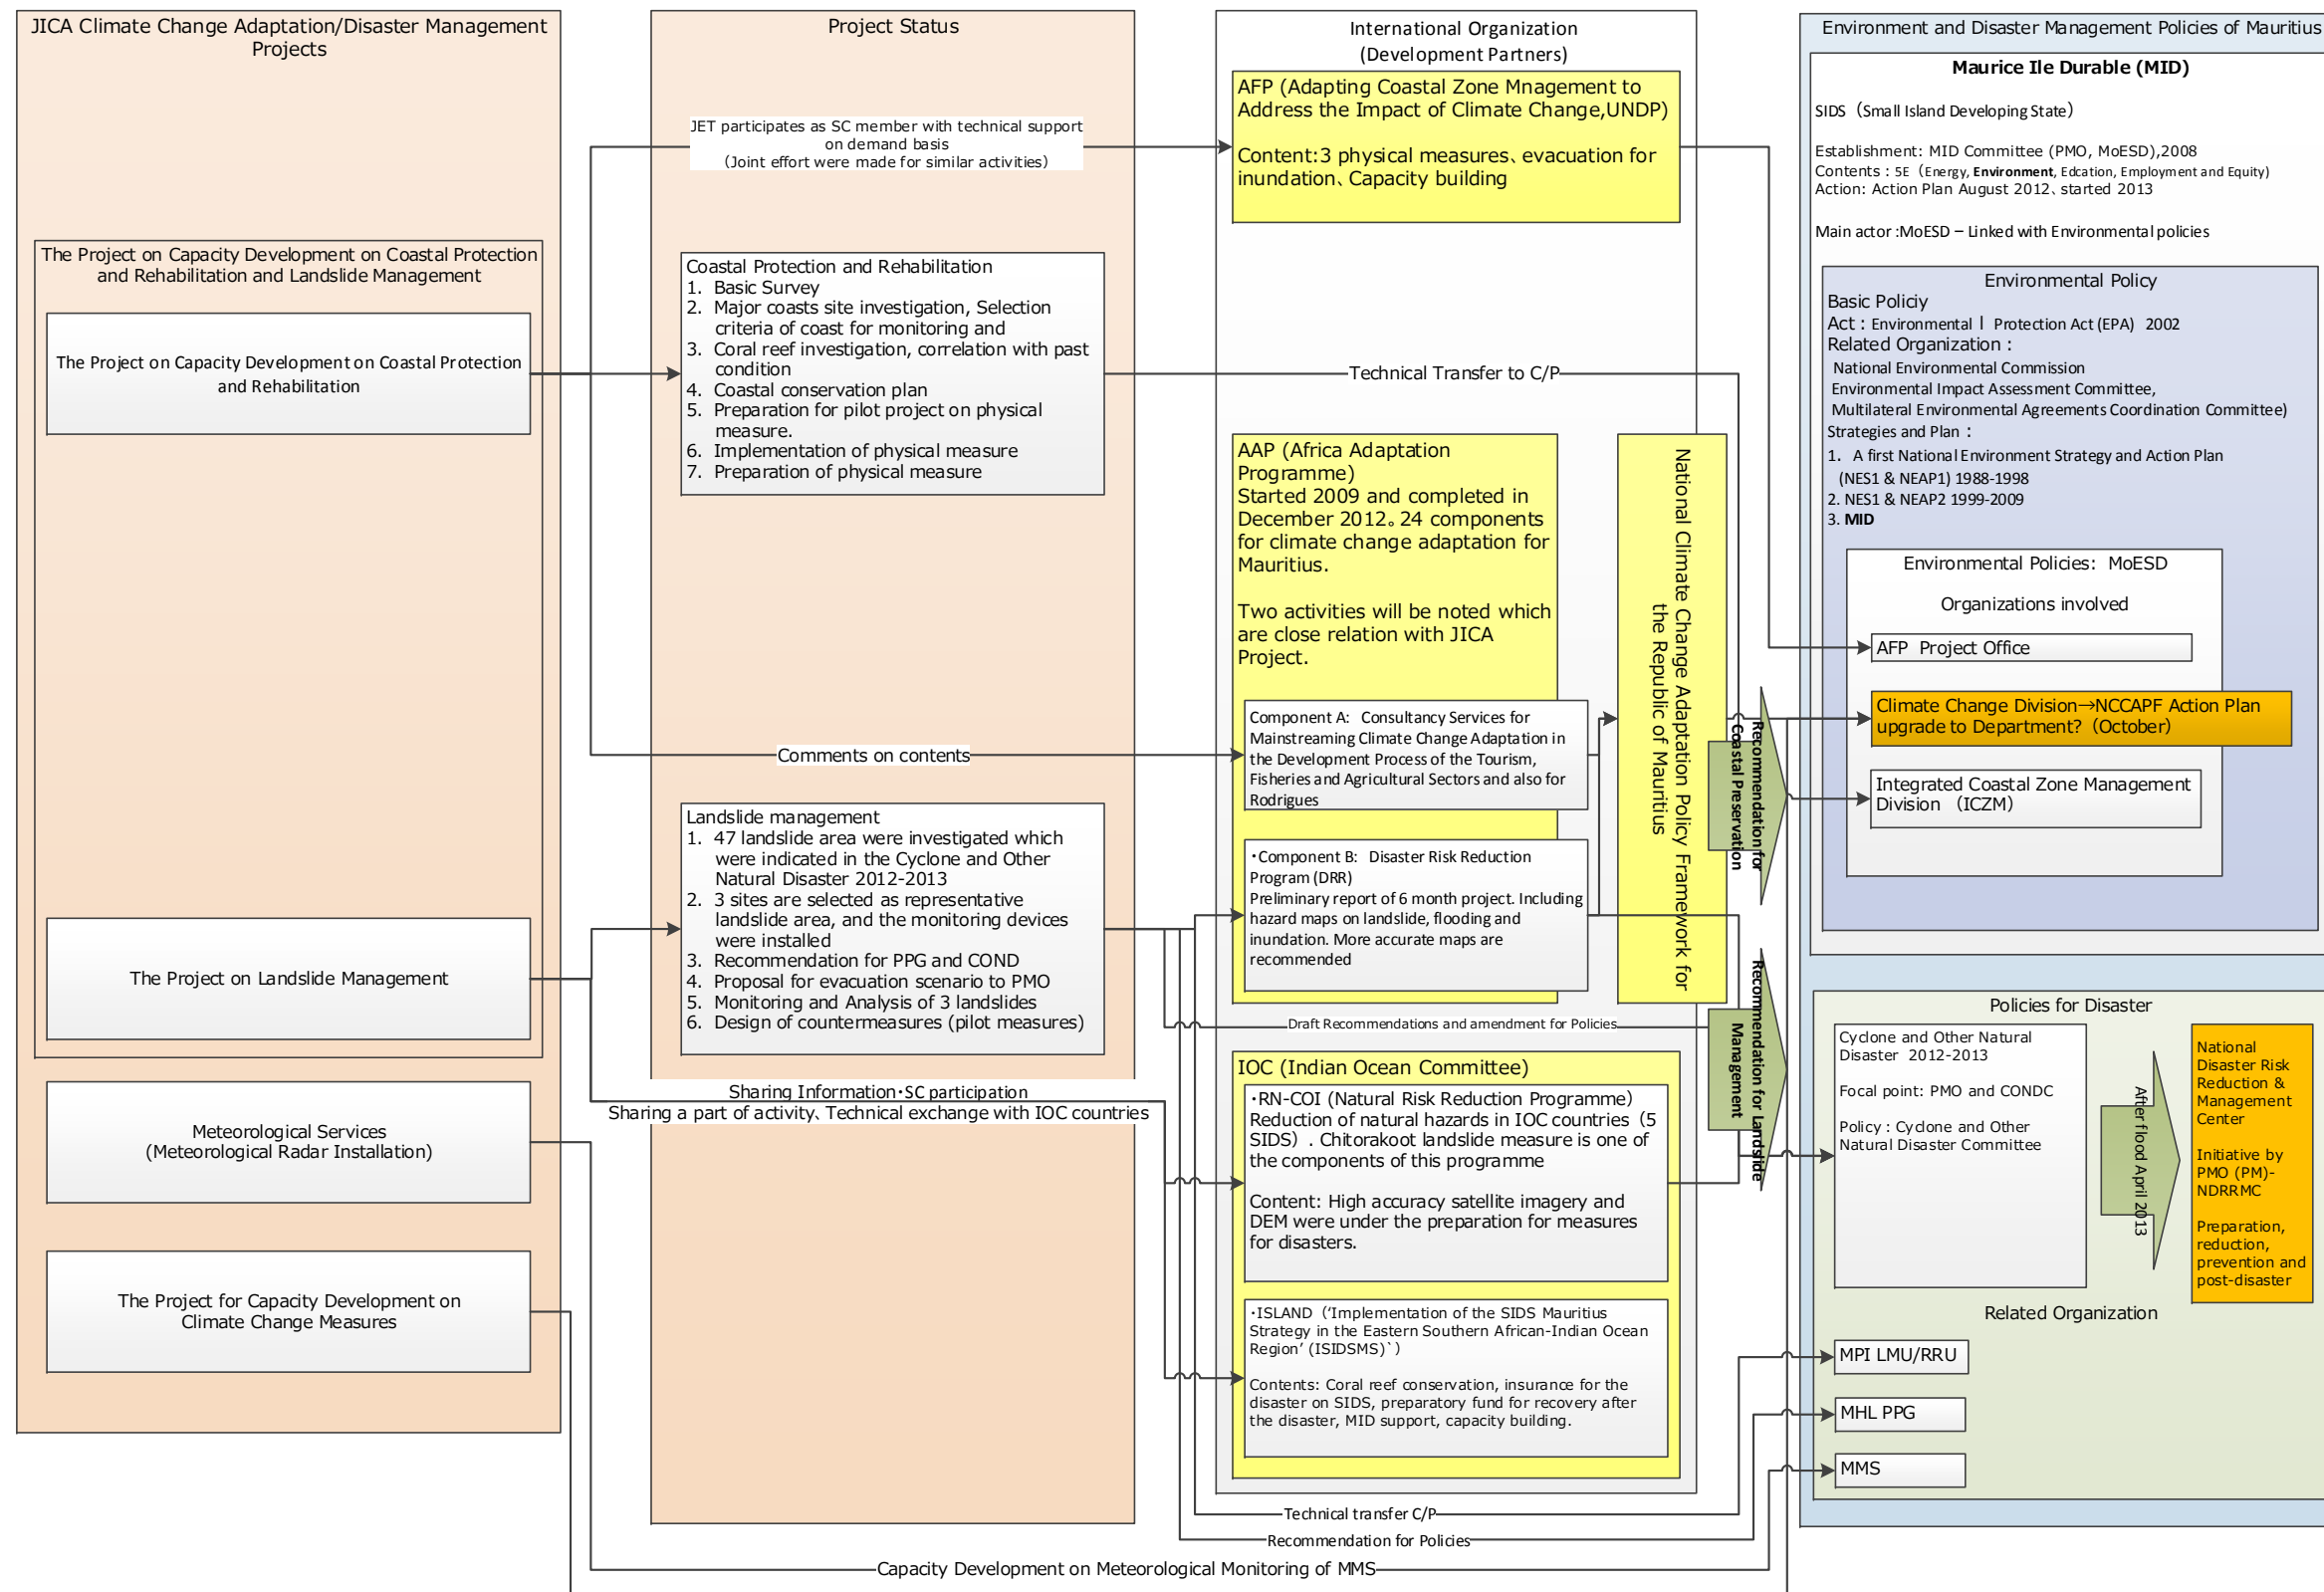 JICA Climate Change Adaptation/Disaster Management
Projects
The Project on Capacity Development on Coastal Protection
and Rehabilitation and Landslide Management
The Project on Capacity Development on Coastal Protection
and Rehabilitation
The Project on Landslide Management
Meteorological Services
(Meteorological Radar Installation)
The Project for Capacity Development on
Climate Change Measures
Project Status
JET participates as SC member with technical support
on demand basis
(Joint effort were made for similar activities)
Coastal Protection and Rehabilitation
1. Basic Survey
2. Major coasts site investigation, Selection
criteria of coast for monitoring and
3. Coral reef investigation, correlation with past
condition
4. Coastal conservation plan
5. Preparation for pilot project on physical
measure.
6. Implementation of physical measure
7. Preparation of physical measure
Comments on contents
Landslide management
1. 47 landslide area were investigated which
were indicated in the Cyclone and Other
Natural Disaster 2012-2013
2. 3 sites are selected as representative
landslide area, and the monitoring devices
were installed
3. Recommendation for PPG and COND
4. Proposal for evacuation scenario to PMO
5. Monitoring and Analysis of 3 landslides
6. Design of countermeasures (pilot measures)
Sharing Information・SC participation
Sharing a part of activity、Technical exchange with IOC countries
International Organization
(Development Partners)
AFP (Adapting Coastal Zone Mnagement to
Address the Impact of Climate Change,UNDP)
Content:3 physical measures、evacuation for
inundation、Capacity building
Technical Transfer to C/P
AAP (Africa Adaptation
Programme)
Started 2009 and completed in
December 2012。24 components
for climate change adaptation for
Mauritius.
Two activities will be noted which
are close relation with JICA
Project.
Component A: Consultancy Services for
Mainstreaming Climate Change Adaptation in
the Development Process of the Tourism,
Fisheries and Agricultural Sectors and also for
Rodrigues
・Component B: Disaster Risk Reduction
Program (DRR)
Preliminary report of 6 month project. Including
hazard maps on landslide, flooding and
inundation. More accurate maps are
recommended
National Climate Change Adaptation Policy Framework for
the Republic of Mauritius
Draft Recommendations and amendment for Policies
IOC (Indian Ocean Committee)
・RN-COI (Natural Risk Reduction Programme)
Reduction of natural hazards in IOC countries（5
SIDS）. Chitorakoot landslide measure is one of
the components of this programme
Content: High accuracy satellite imagery and
DEM were under the preparation for measures
for disasters.
・ISLAND（‘Implementation of the SIDS Mauritius
Strategy in the Eastern Southern African-Indian Ocean
Region’ (ISIDSMS)`）
Contents: Coral reef conservation, insurance for the
disaster on SIDS, preparatory fund for recovery after
the disaster, MID support, capacity building.
Technical transfer C/P
Recommendation for Policies
Capacity Development on Meteorological Monitoring of MMS
Recommendation for
Coastal Preservation
Recommendation for Landslide
Management
Environment and Disaster Management Policies of Mauritius
Maurice Ile Durable (MID)
SIDS（Small Island Developing State）
Establishment: MID Committee (PMO, MoESD),2008
Contents : 5E（Energy, Environment, Edcation, Employment and Equity)
Action: Action Plan August 2012、started 2013
Main actor :MoESD – Linked with Environmental policies
Environmental Policy
Basic Policiy
Act : Environmental l Protection Act (EPA) 2002
Related Organization :
National Environmental Commission
Environmental Impact Assessment Committee,
Multilateral Environmental Agreements Coordination Committee)
Strategies and Plan :
1. A first National Environment Strategy and Action Plan
(NES1 & NEAP1) 1988-1998
2. NES1 & NEAP2 1999-2009
3. MID
Environmental Policies: MoESD
Organizations involved
AFP Project Office
Climate Change Division→NCCAPF Action Plan
upgrade to Department?（October）
Integrated Coastal Zone Management
Division （ICZM）
Policies for Disaster
Cyclone and Other Natural
Disaster 2012-2013
Focal point: PMO and CONDC
Policy : Cyclone and Other
Natural Disaster Committee
After flood April 2013
National
Disaster Risk
Reduction &
Management
Center
Initiative by
PMO (PM)-
NDRRMC
Preparation,
reduction,
prevention and
post-disaster
Related Organization
MPI LMU/RRU
MHL PPG
MMS